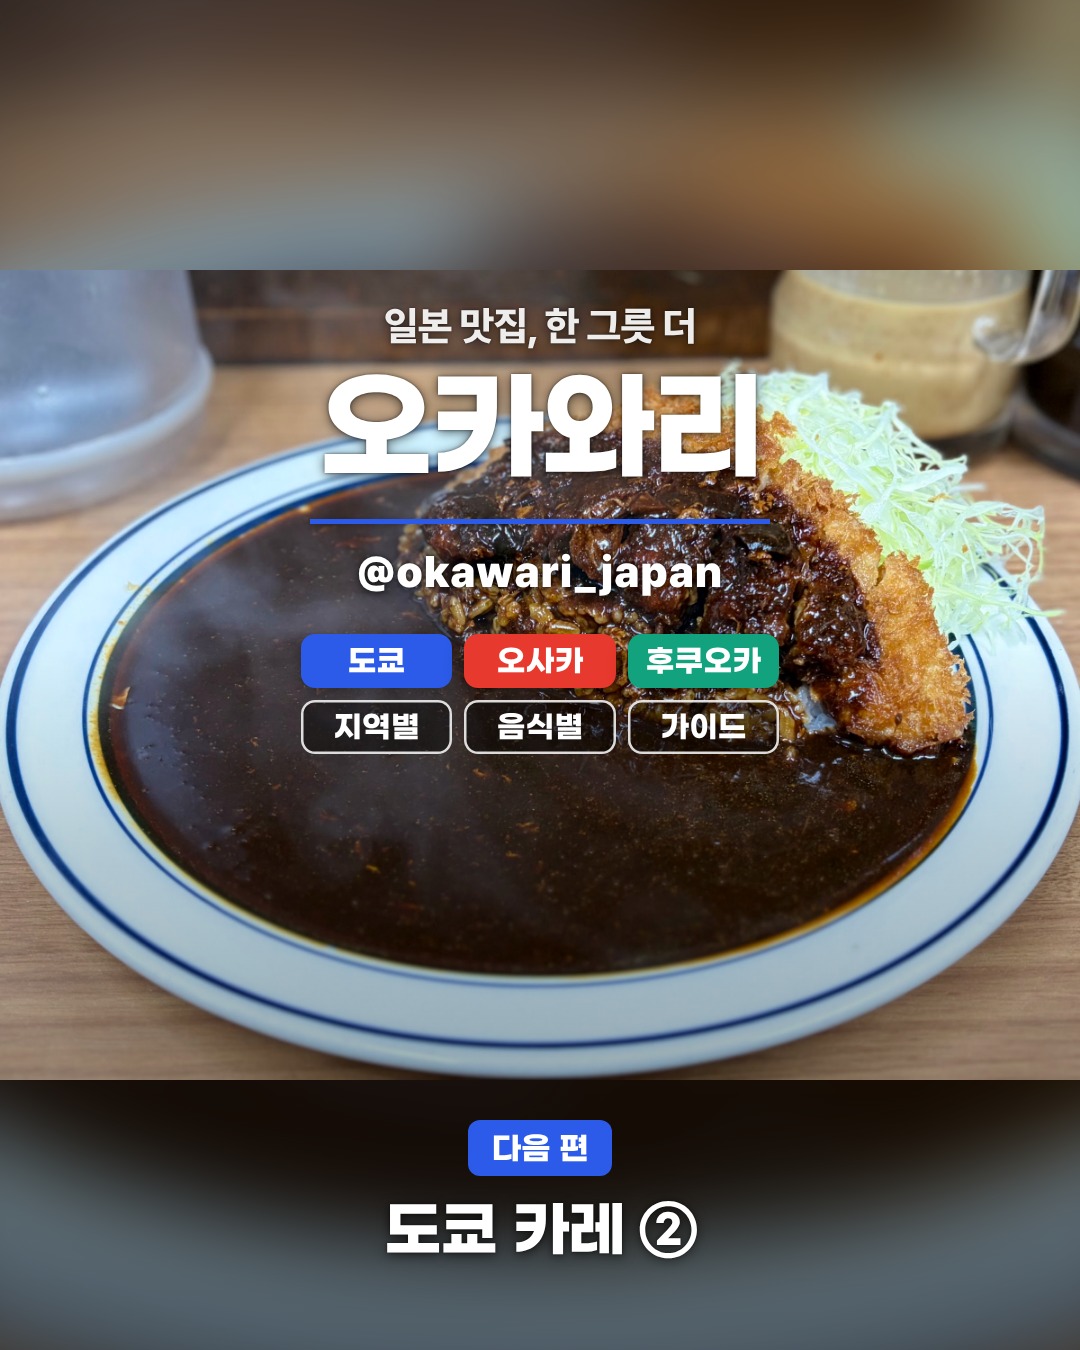 일본 맛집, 한 그릇 더
오카와리
@okawari_japan
도쿄 오사카 후쿠오카
지역별 음식별 가이드
다음 편
도쿄 카레 ②